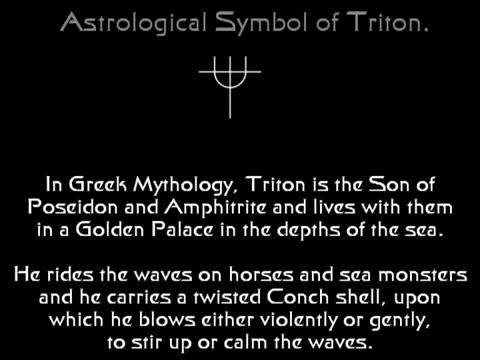 Astrological Symbol of Triton.
In Greek Mythology, Triton is the Son of
Poseidon and Amphitrite and lives with them
in a Golden Palace in the depths of the sea.
He rides the waves on horses and sea monsters
and he carries a twisted Conch shell, upon
which he blows either violently or gently,
to stir up or calm the waves.